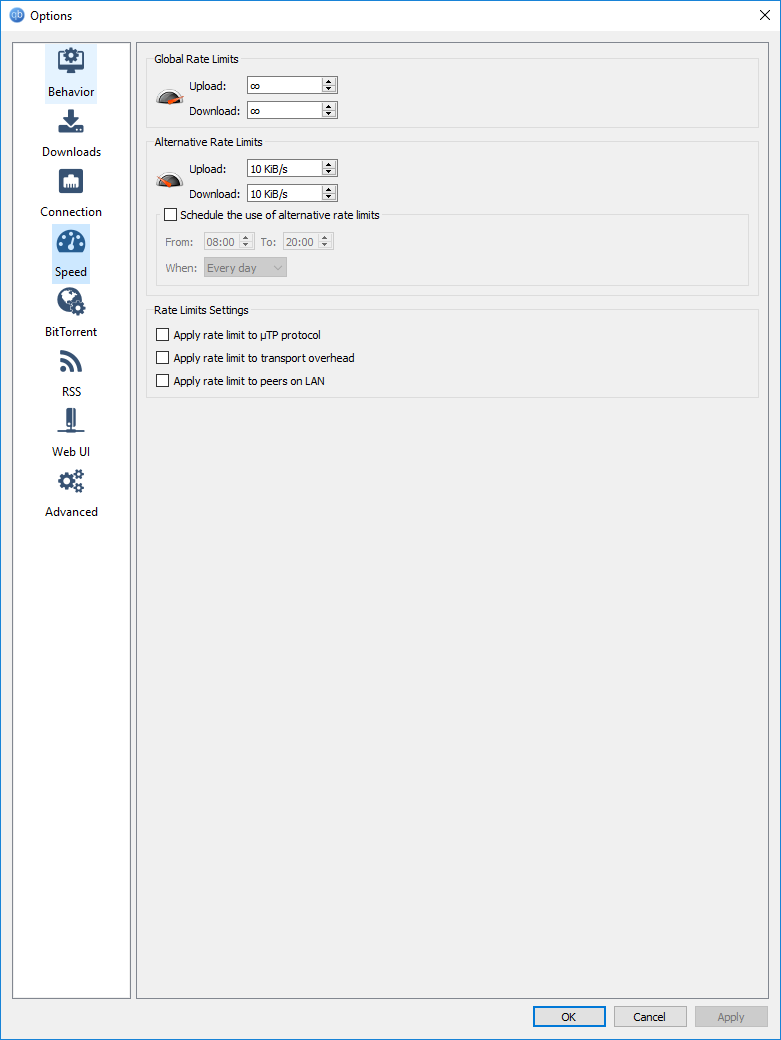 qb Options
Behavior
Downloads
Connection
Speed
BitTorrent
RSS
Web UI
Advanced
Global Rate Limits
Upload: ∞
Download: ∞
Alternative Rate Limits
Upload: 10 KiB/s
Download: 10 KiB/s
Schedule the use of alternative rate limits
From: 08:00 To: 20:00
When: Every day
Rate Limits Settings
Apply rate limit to µTP protocol
Apply rate limit to transport overhead
Apply rate limit to peers on LAN
OK Cancel Apply